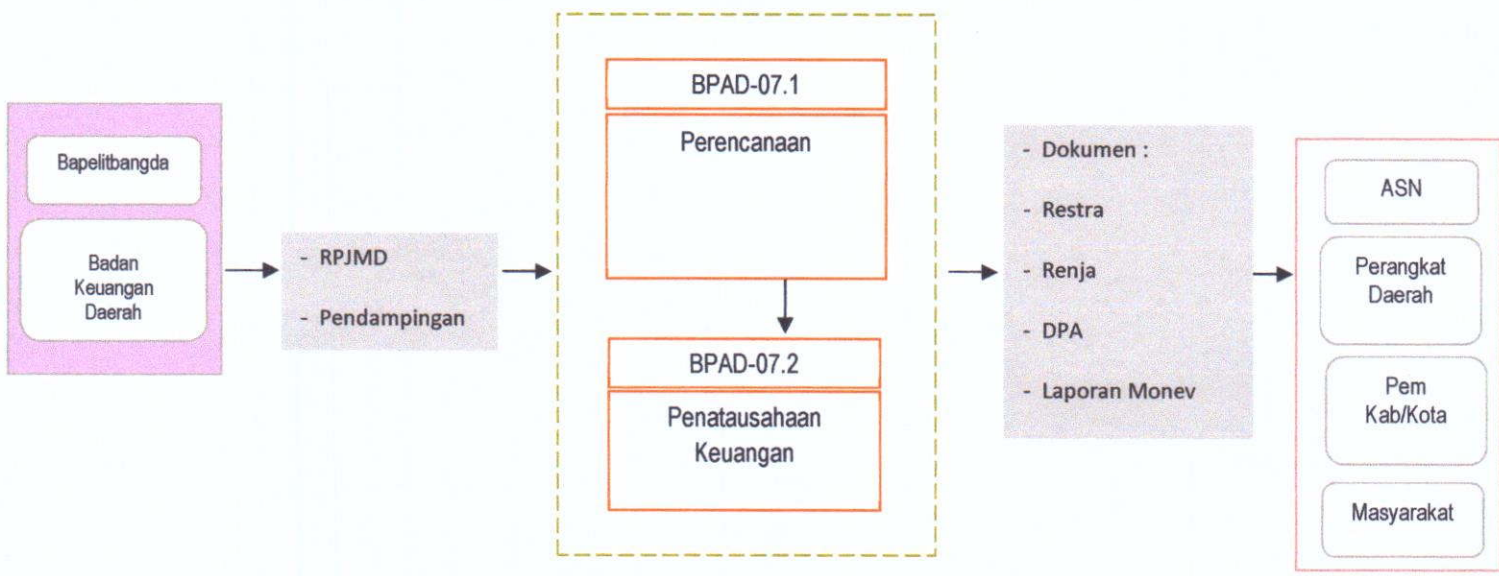 Bapelitbangda
Badan
Keuangan
Daerah
- RPJMD
- Pendampingan
BPAD-07.1
Perencanaan
BPAD-07.2
Penatausahaan
Keuangan
- Dokumen :
- Restra
- Renja
- DPA
- Laporan Monev
ASN
Perangkat
Daerah
Pem
Kab/Kota
Masyarakat